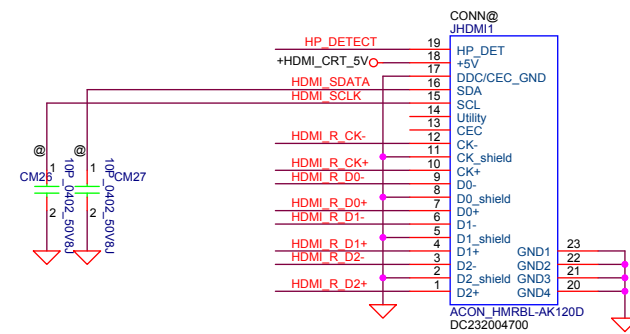 CONN@
JHDMI1
HP_DETECT 19 HP_DET
+HDMI_CRT_5V 18 +5V
17 DDC/CEC_GND
HDMI_SDATA 16 SDA
HDMI_SCLK 15 SCL
14 Utility
13 CEC
HDMI_R_CK- 12 CK-
11 CK_shield
HDMI_R_CK+ 10 CK+
HDMI_R_D0- 9 D0-
8 D0_shield
HDMI_R_D0+ 7 D0+
HDMI_R_D1- 6 D1-
5 D1_shield
HDMI_R_D1+ 4 D1+ GND1 23
HDMI_R_D2- 3 D2- GND2 22
2 D2_shield GND3 21
HDMI_R_D2+ 1 D2+ GND4 20
ACON_HMRBL-AK120D
DC232004700
@ @
1 1
CM26 CM27
2 2
10P_0402_50V8J
10P_0402_50V8J